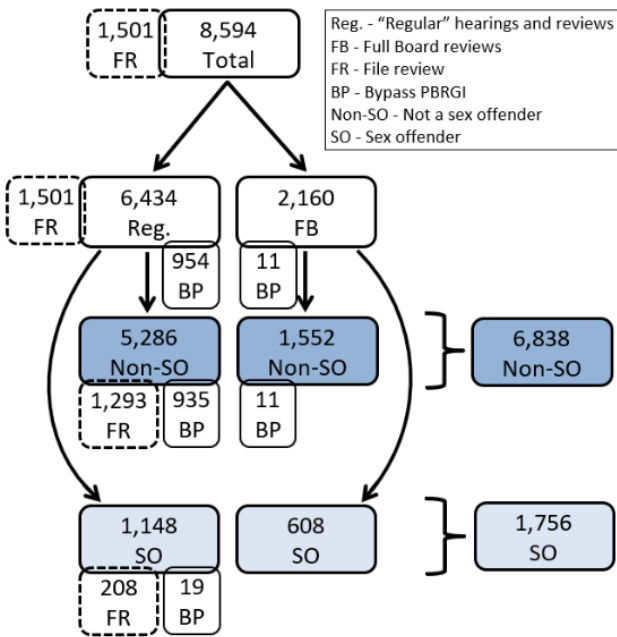 1,501
FR
8,594
Total
Reg. - “Regular” hearings and reviews
FB - Full Board reviews
FR - File review
BP - Bypass PBRGI
Non-SO - Not a sex offender
SO - Sex offender
1,501
FR
6,434
Reg.
2,160
FB
954
BP
11
BP
5,286
Non-SO
1,552
Non-SO
6,838
Non-SO
1,293
FR
935
BP
11
BP
1,148
SO
608
SO
1,756
SO
208
FR
19
BP